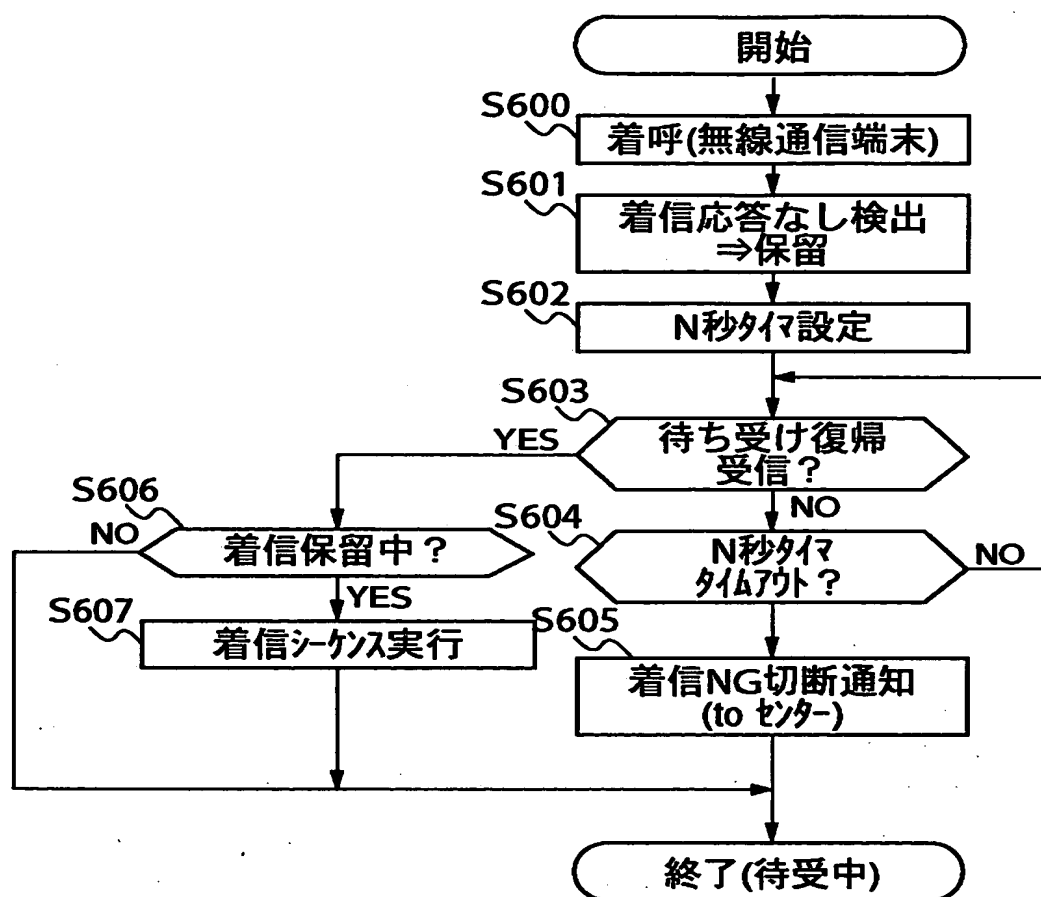 開始
S600
着呼(無線通信端末)
S601
着信応答なし検出
⇒保留
S602
N秒ﾀｲﾏ設定
S603
待ち受け復帰
受信?
YES
NO
S606
着信保留中?
NO
YES
S604
N秒ﾀｲﾏ
ﾀｲﾑｱｳﾄ?
NO
S607
着信ｼｰｹﾝｽ実行
S605
着信NG切断通知
(to ｾﾝﾀｰ)
終了(待受中)